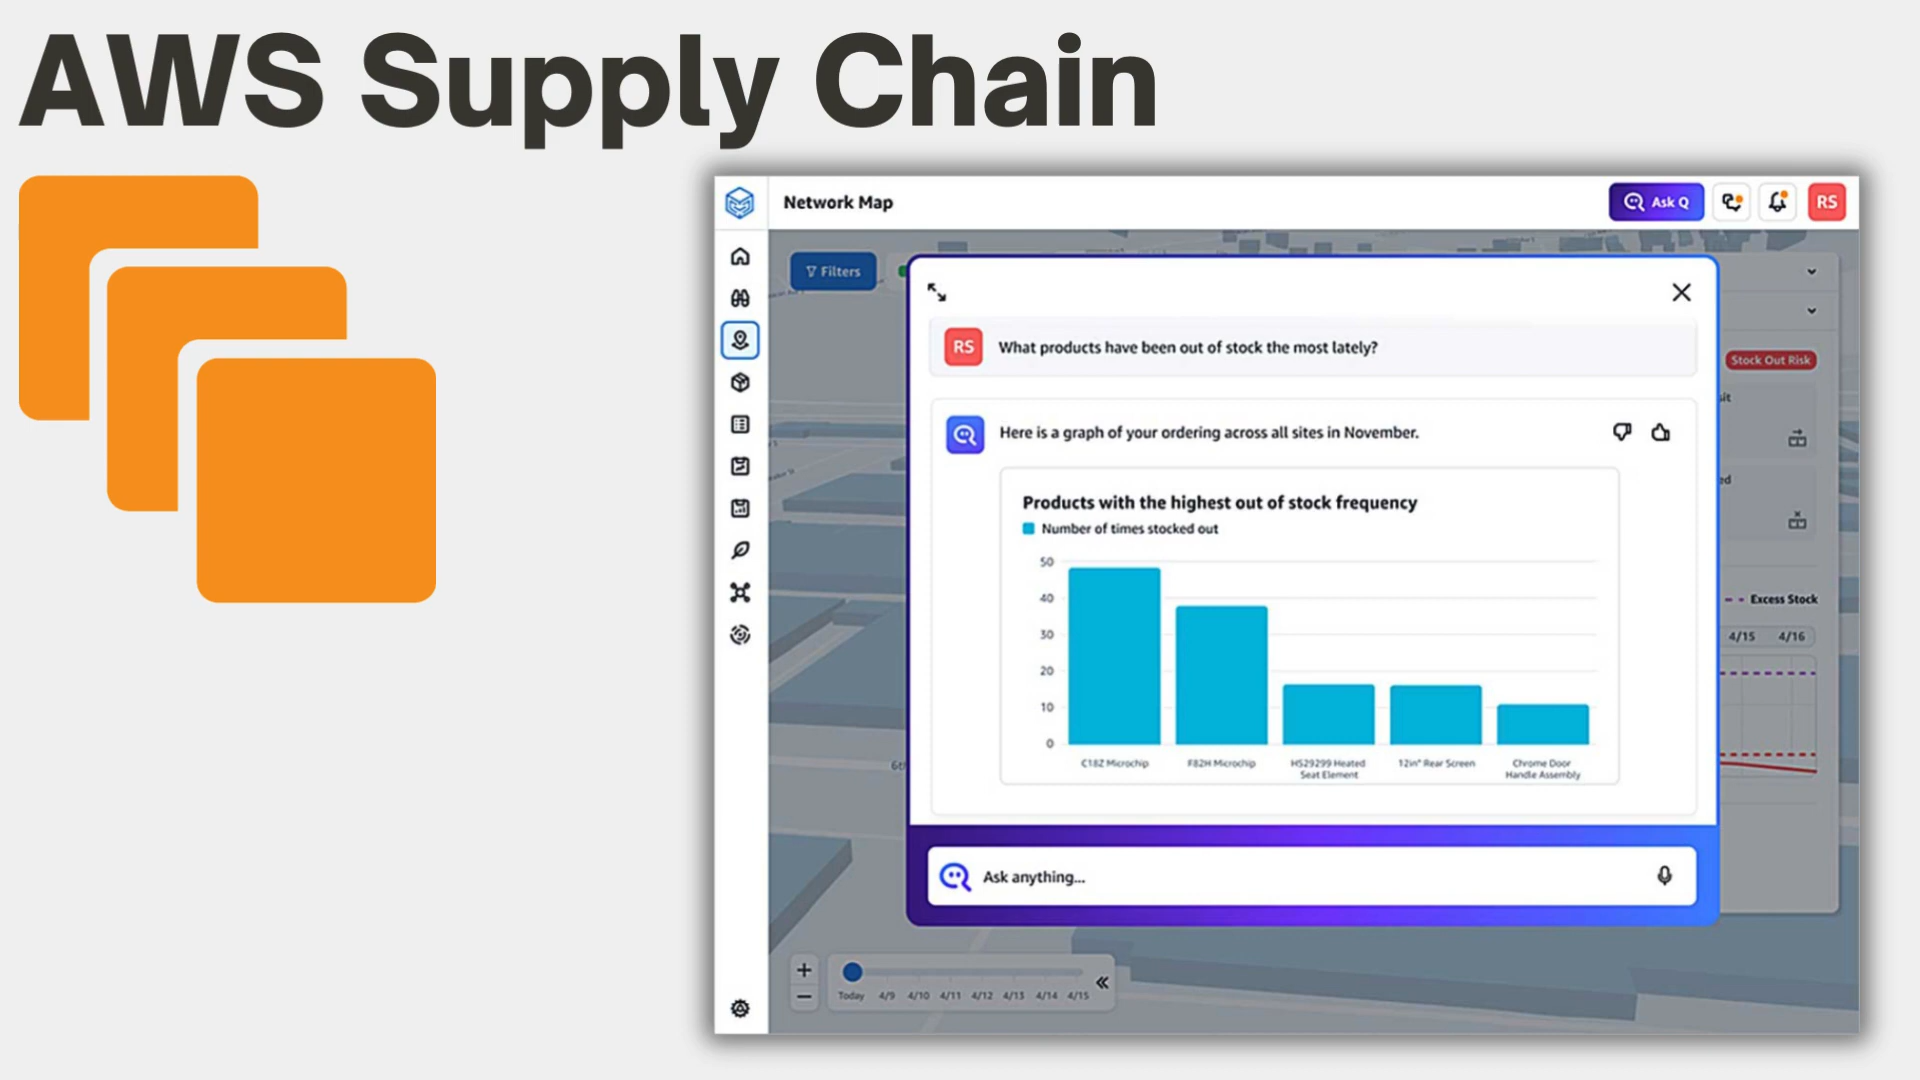 AWS Supply Chain
Network Map
Ask Q
RS
Filters
RS
What products have been out of stock the most lately?
Stock Out Risk
Here is a graph of your ordering across all sites in November.
Products with the highest out of stock frequency
Number of times stocked out
50
40
30
20
10
0
C18Z Microchip
F82H Microchip
HS29299 Heated
Seat Element
12in" Rear Screen
Chrome Door
Handle Assembly
Excess Stock
4/15 4/16
Ask anything...
Today 4/9 4/10 4/11 4/12 4/13 4/14 4/15